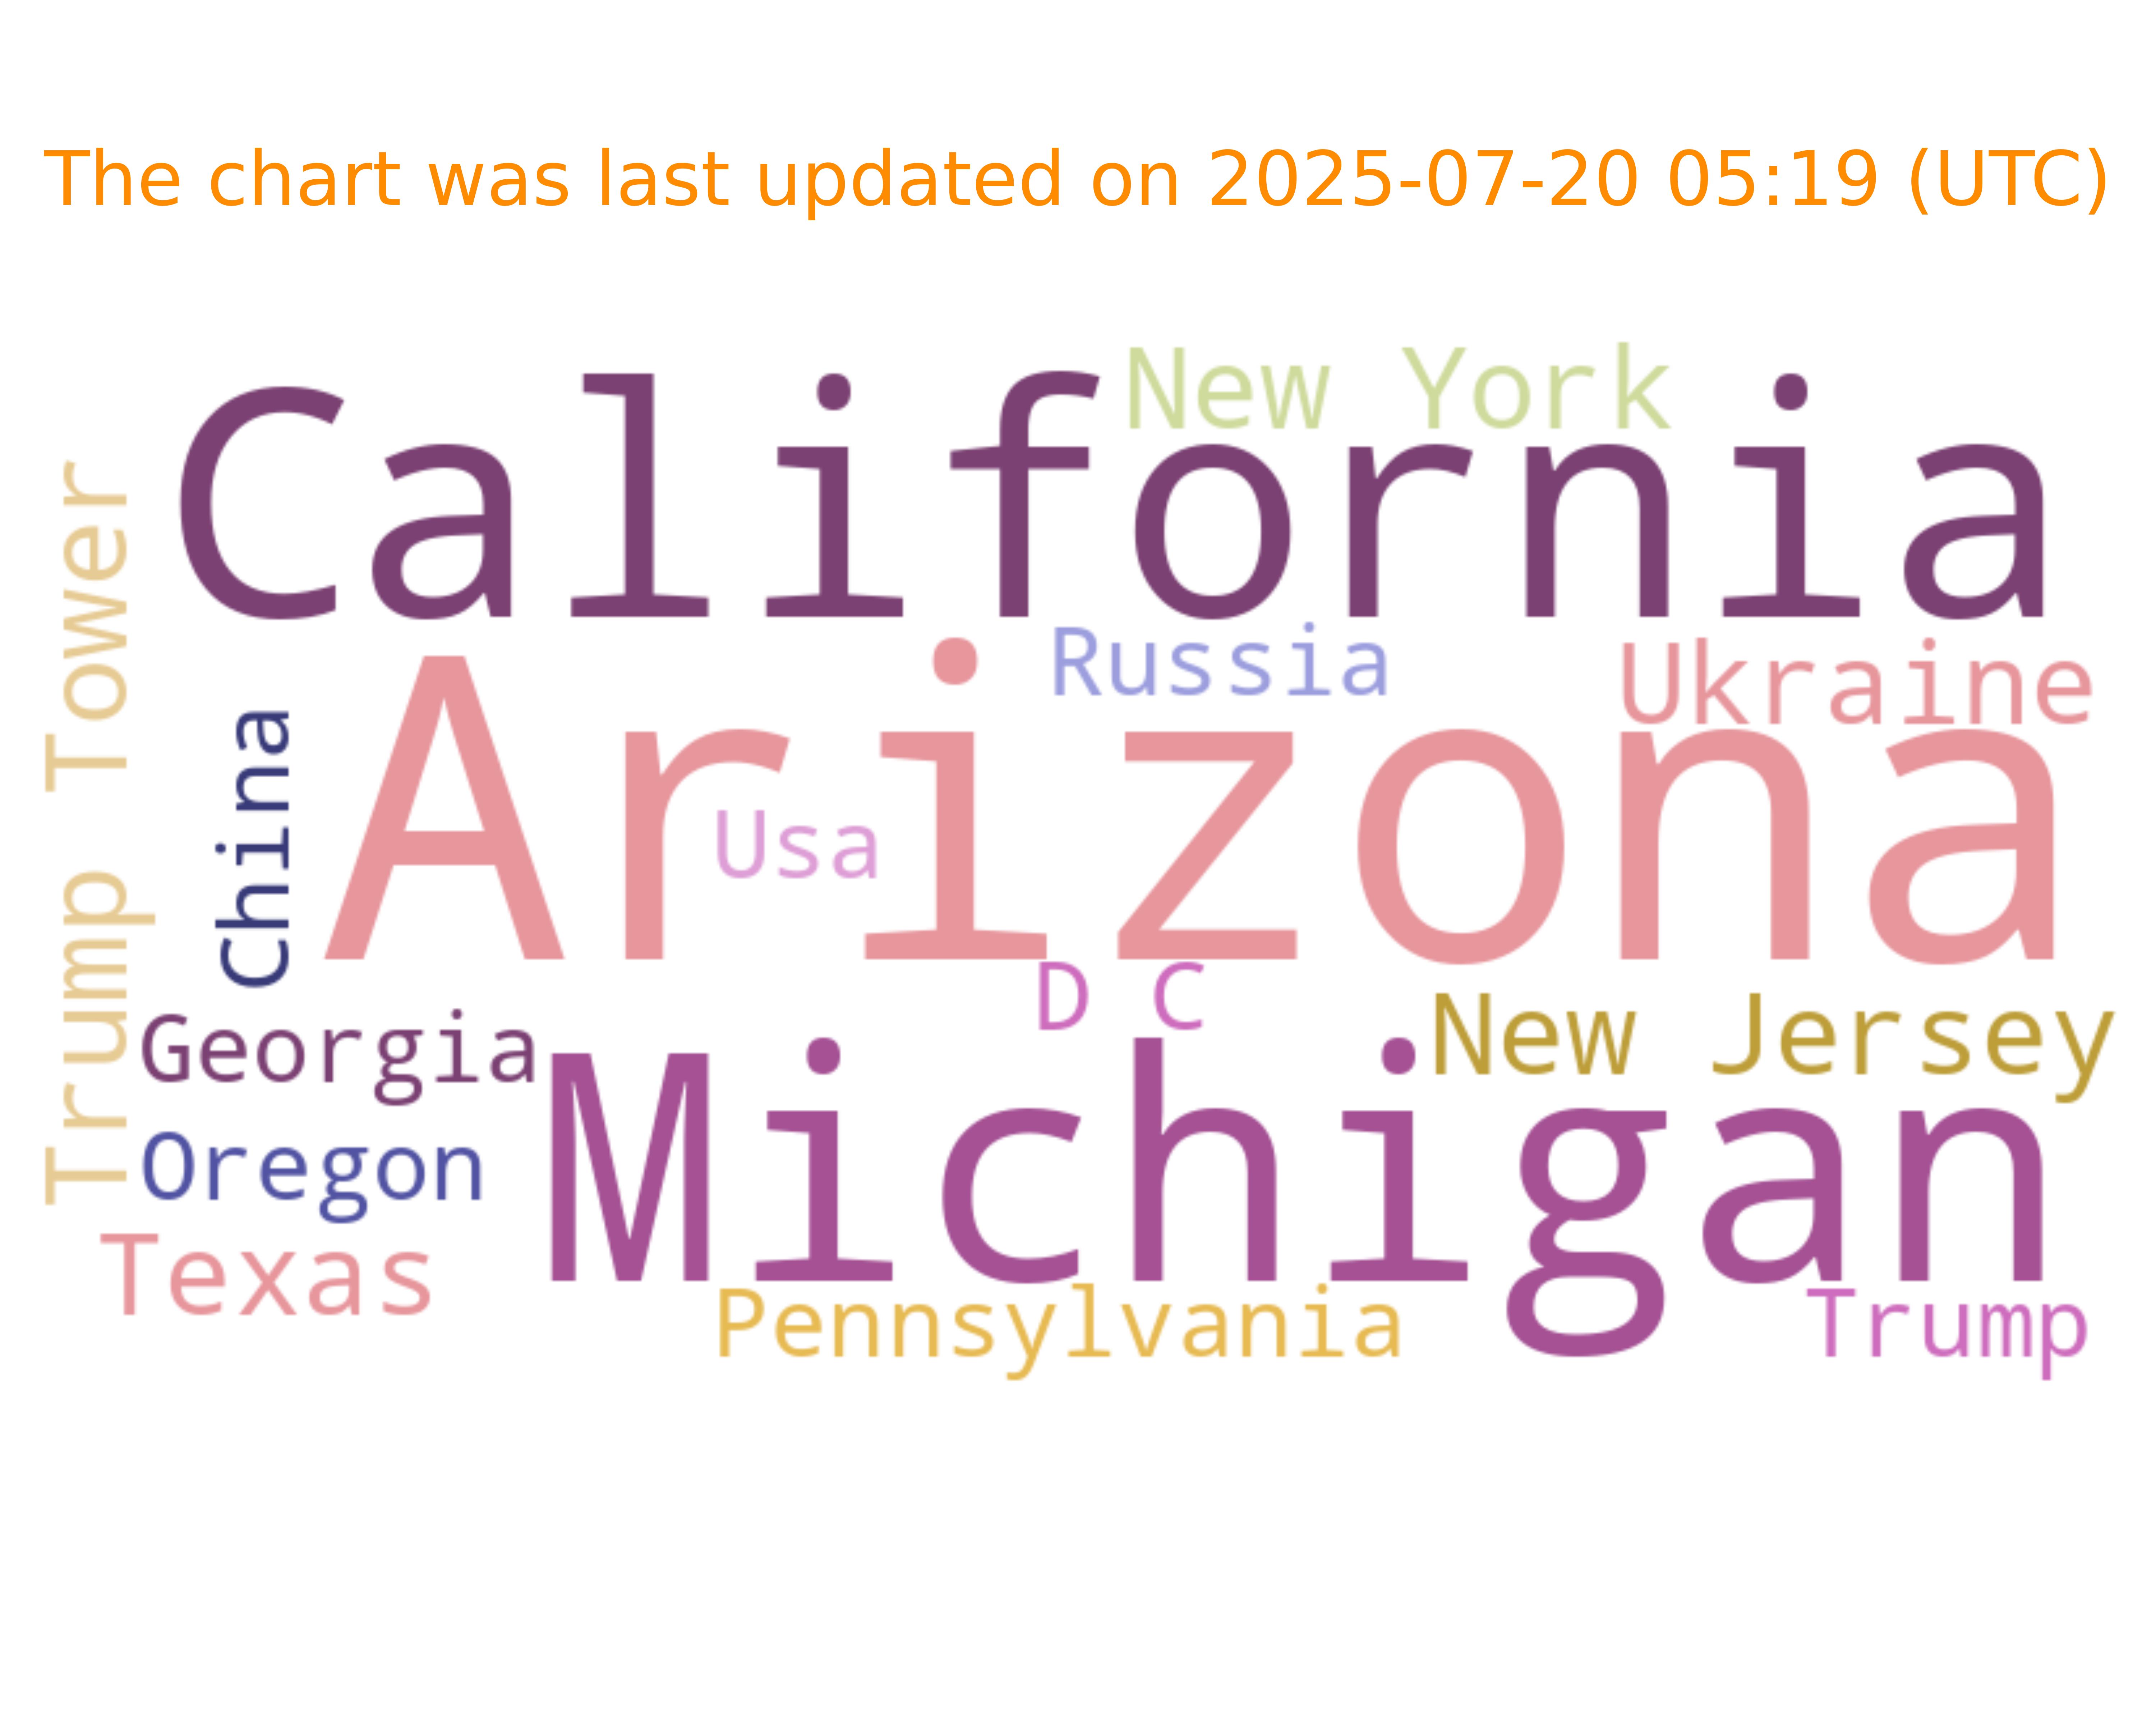 The chart was last updated on 2025-07-20 05:19 (UTC)
New York
California
Trump Tower
Russia
Ukraine
China
Arizona
Usa
D C
New Jersey
Georgia
Michigan
Oregon
Texas
Pennsylvania
Trump